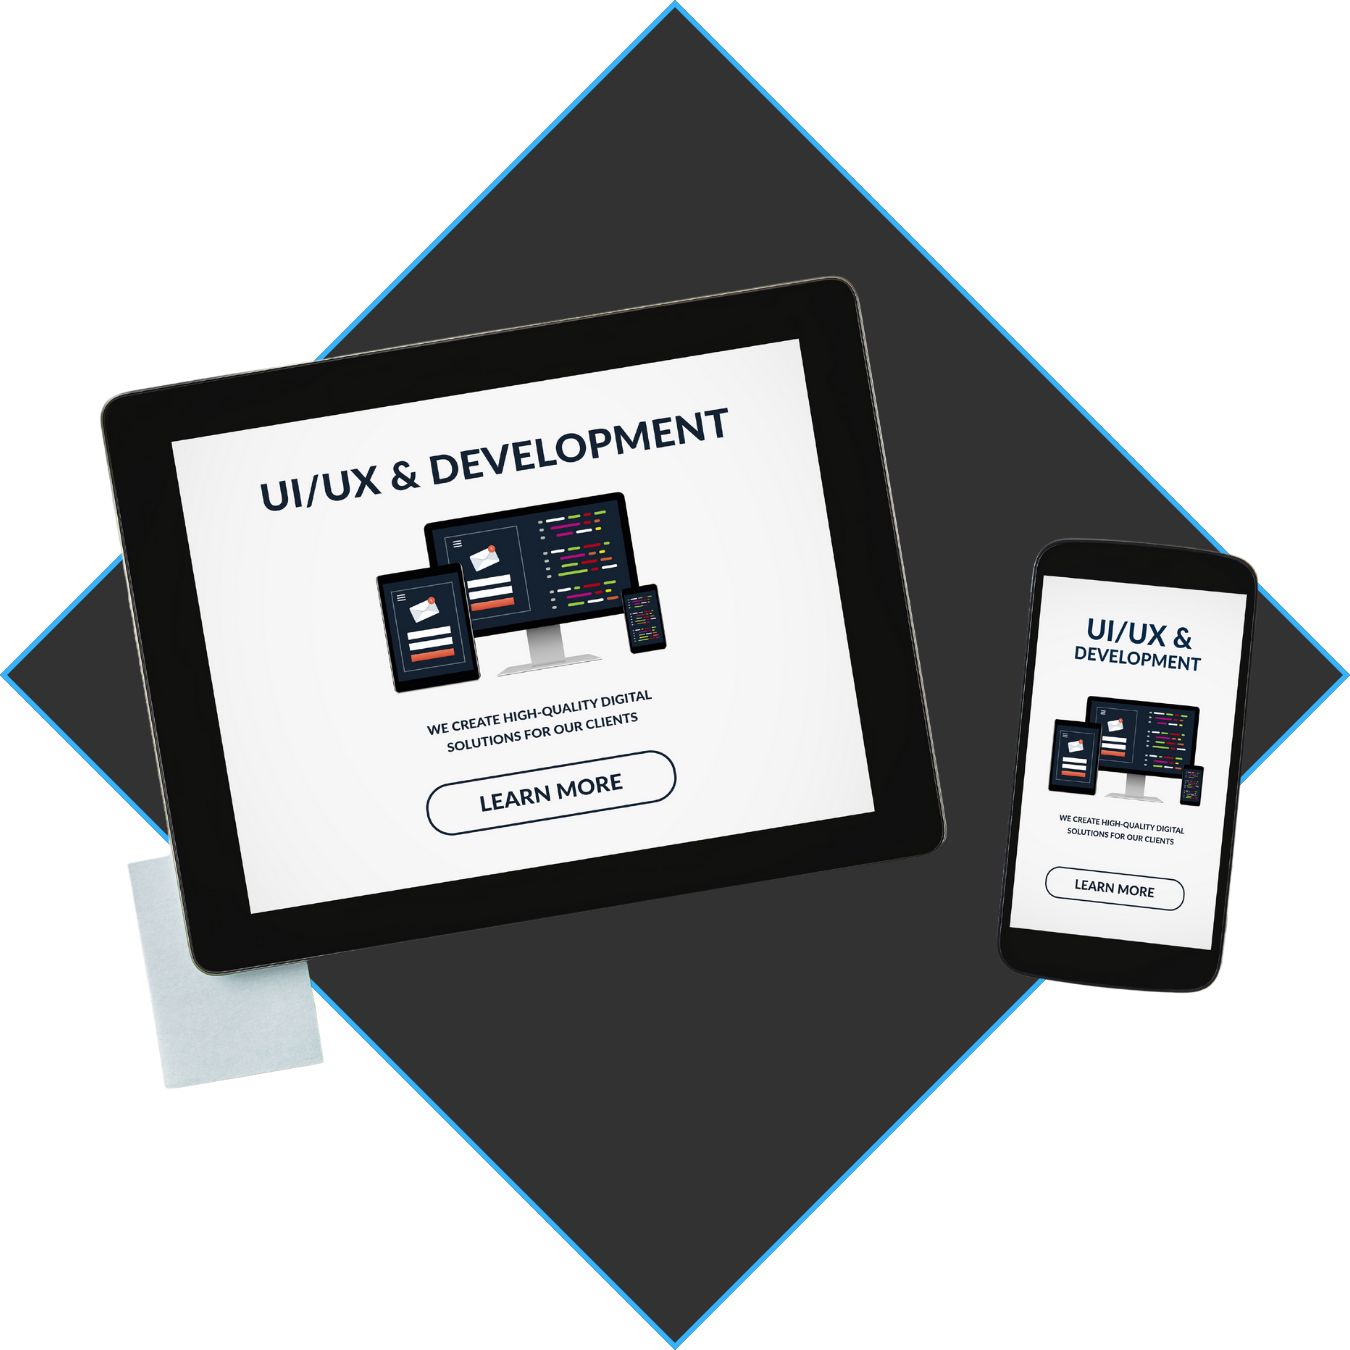 UI/UX & DEVELOPMENT
WE CREATE HIGH-QUALITY DIGITAL
SOLUTIONS FOR OUR CLIENTS
LEARN MORE
UI/UX &
DEVELOPMENT
WE CREATE HIGH-QUALITY DIGITAL
SOLUTIONS FOR OUR CLIENTS
LEARN MORE